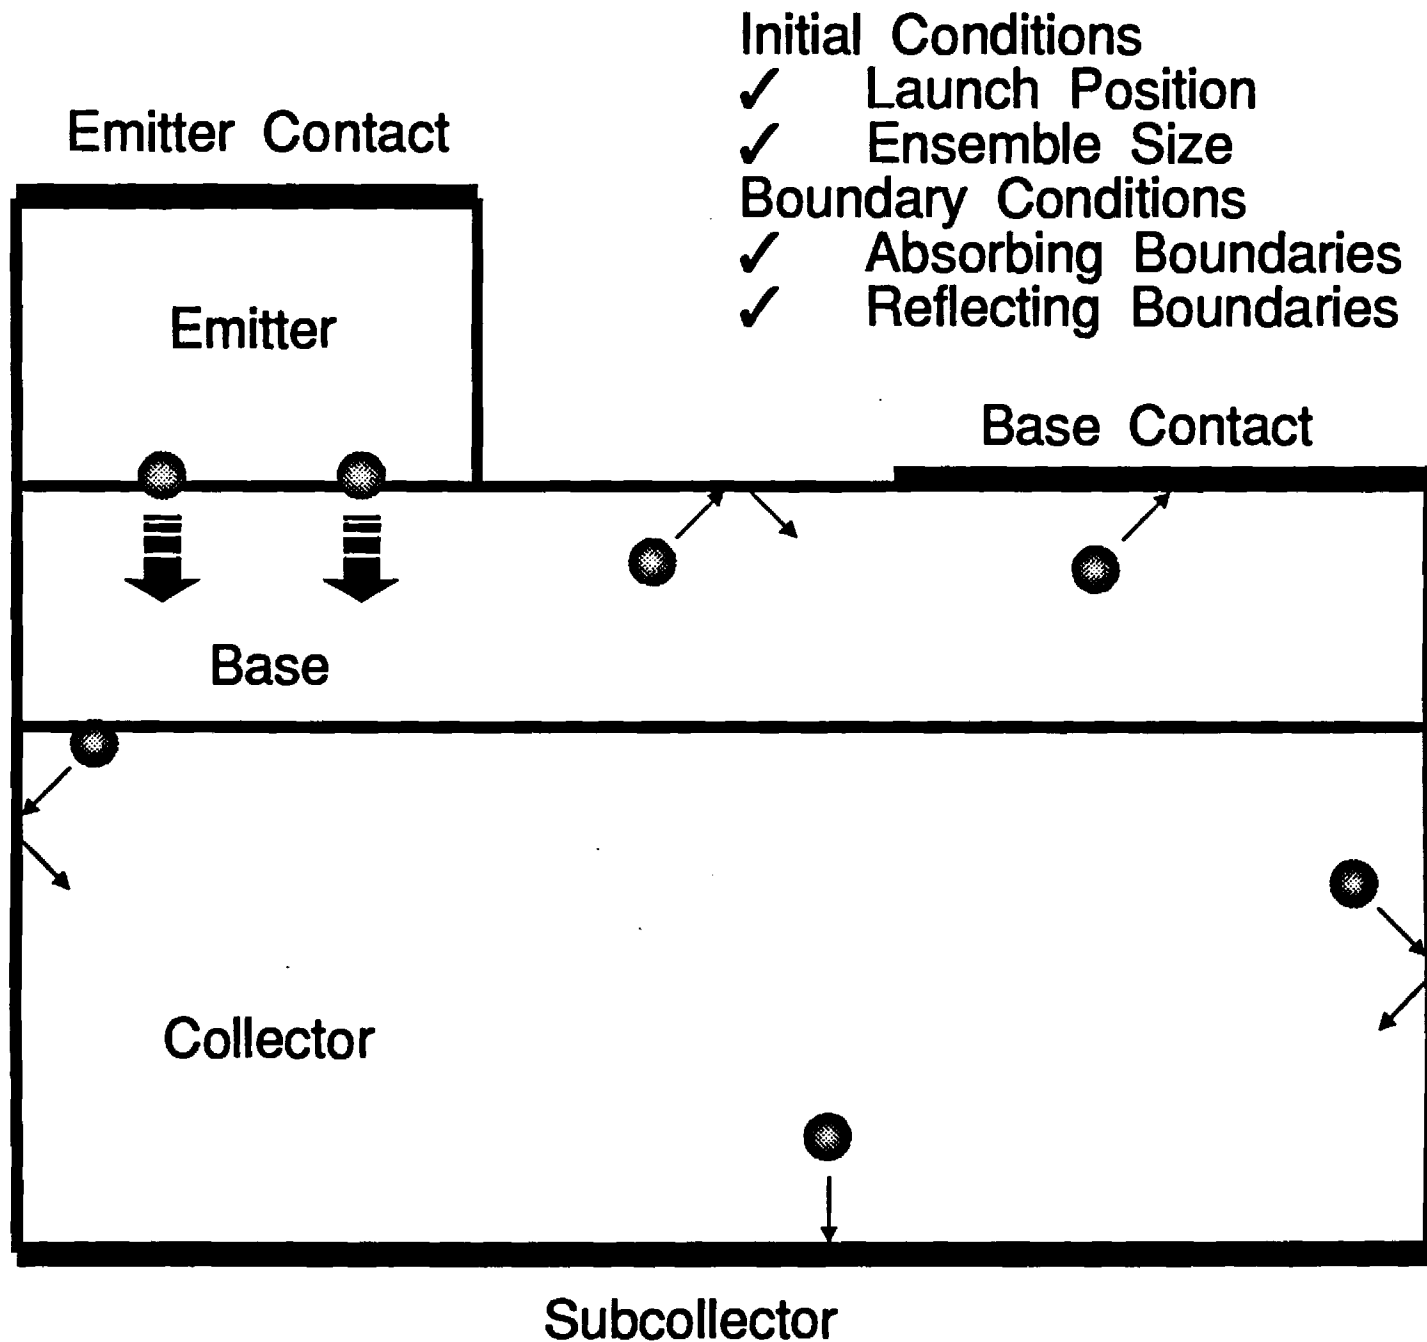 Initial Conditions
✓ Launch Position
✓ Ensemble Size
Boundary Conditions
✓ Absorbing Boundaries
✓ Reflecting Boundaries
Emitter Contact
Emitter
Base Contact
Base
Collector
Subcollector